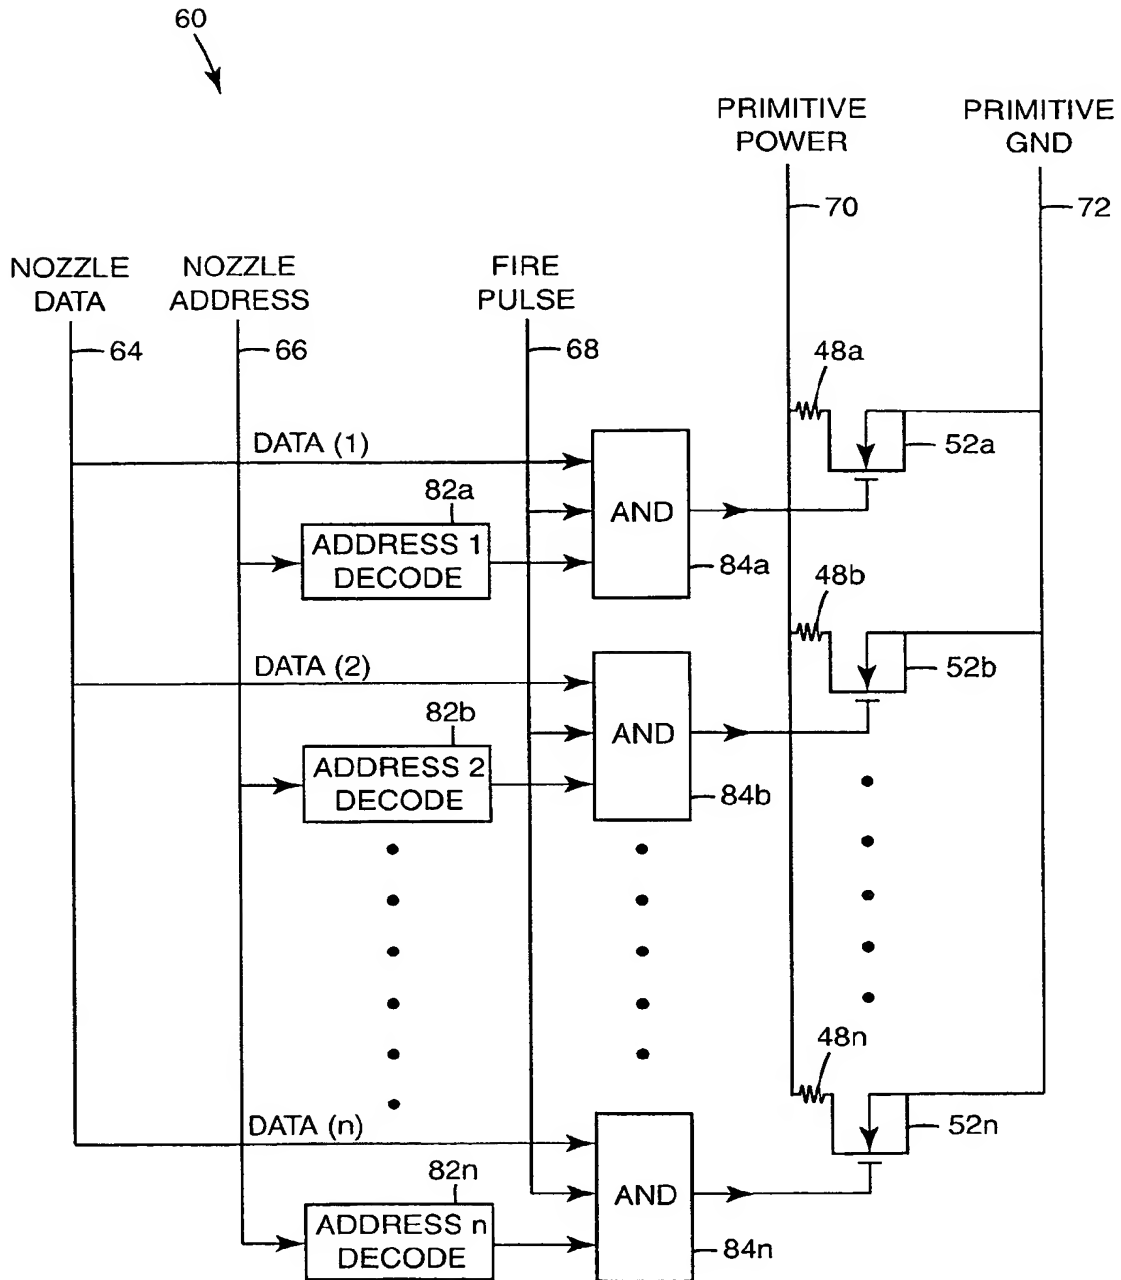 60
PRIMITIVE
POWER
PRIMITIVE
GND
70
72
NOZZLE
DATA
NOZZLE
ADDRESS
FIRE
PULSE
64
66
68
48a
52a
DATA (1)
82a
ADDRESS 1
DECODE
AND
84a
48b
52b
DATA (2)
82b
ADDRESS 2
DECODE
AND
84b
48n
52n
DATA (n)
82n
ADDRESS n
DECODE
AND
84n